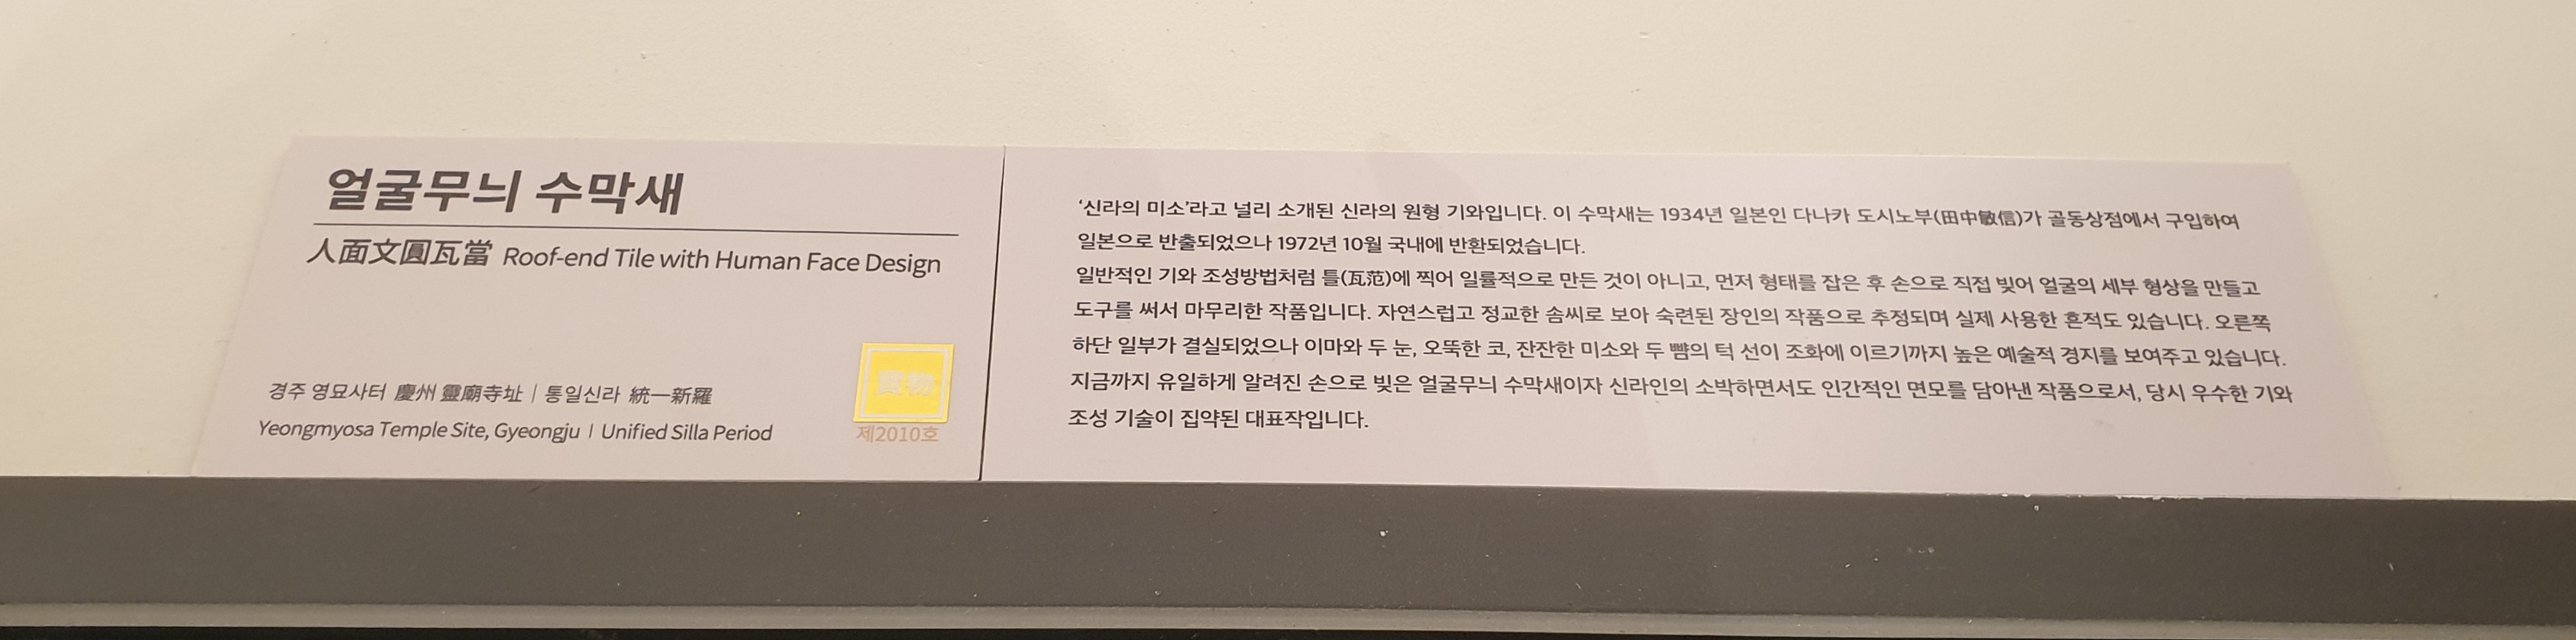 얼굴무늬 수막새
人面文圓瓦當 Roof-end Tile with Human Face Design
경주 영묘사터 慶州 靈廟寺址 | 통일신라 統一新羅
Yeongmyosa Temple Site, Gyeongju | Unified Silla Period
寶物
제2010호
‘신라의 미소’라고 널리 소개된 신라의 원형 기와입니다. 이 수막새는 1934년 일본인 다나카 도시노부(田中敏信)가 골동상점에서 구입하여
일본으로 반출되었으나 1972년 10월 국내에 반환되었습니다.
일반적인 기와 조성방법처럼 틀(瓦范)에 찍어 일률적으로 만든 것이 아니고, 먼저 형태를 잡은 후 손으로 직접 빚어 얼굴의 세부 형상을 만들고
도구를 써서 마무리한 작품입니다. 자연스럽고 정교한 솜씨로 보아 숙련된 장인의 작품으로 추정되며 실제 사용한 흔적도 있습니다. 오른쪽
하단 일부가 결실되었으나 이마와 두 눈, 오뚝한 코, 잔잔한 미소와 두 뺨의 턱 선이 조화에 이르기까지 높은 예술적 경지를 보여주고 있습니다.
지금까지 유일하게 알려진 손으로 빚은 얼굴무늬 수막새이자 신라인의 소박하면서도 인간적인 면모를 담아낸 작품으로서, 당시 우수한 기와
조성 기술이 집약된 대표작입니다.